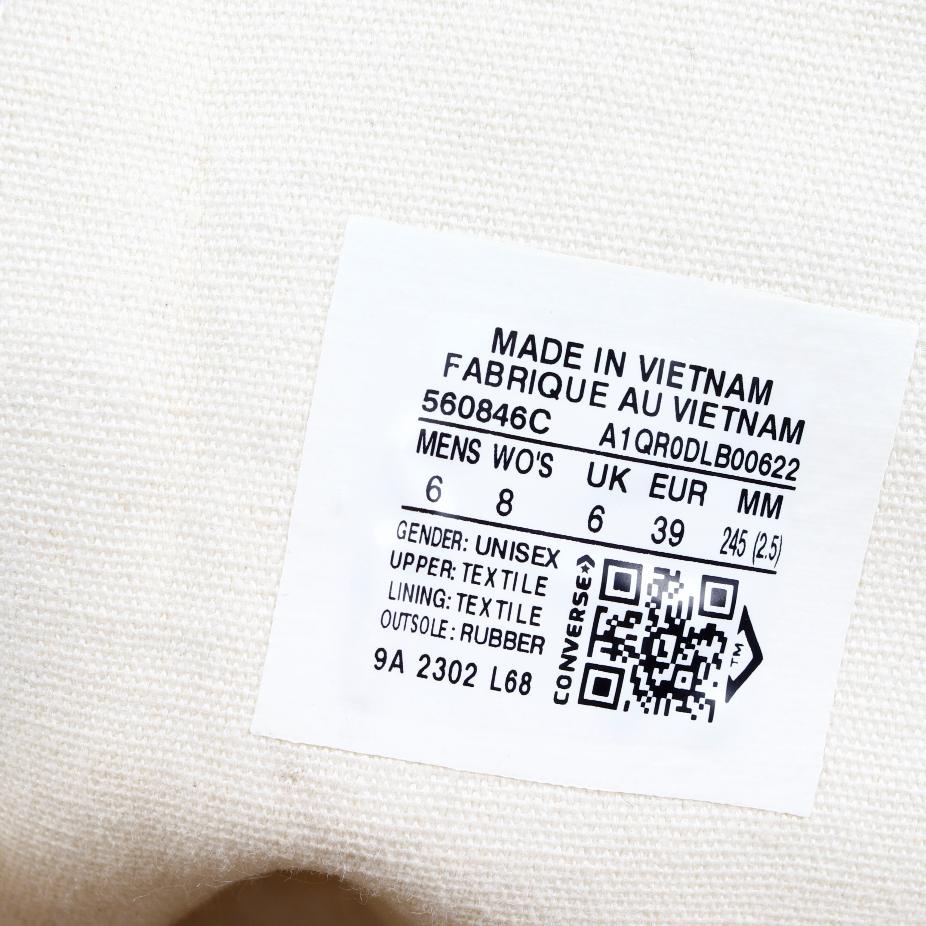 MADE IN VIETNAM
FABRIQUE AU VIETNAM
560846C A1QR0DLB00622
MENS WO'S UK EUR MM
6 8 6 39 245 (2.5)
GENDER: UNISEX
UPPER: TEXTILE
LINING: TEXTILE
OUTSOLE: RUBBER
9A 2302 L68
CONVERSE
TM